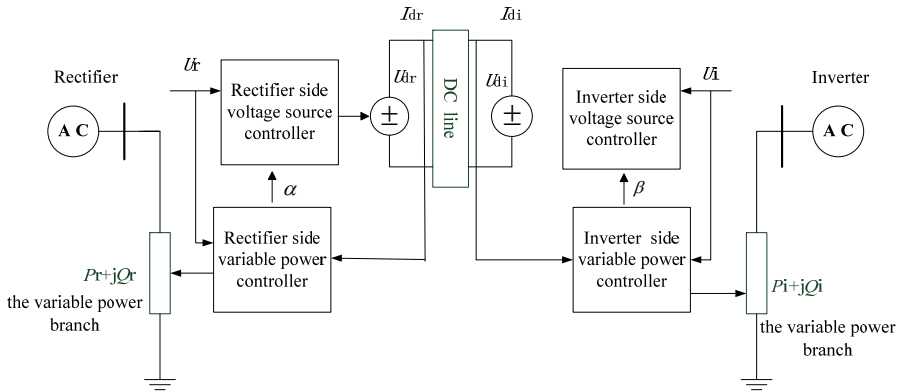 Idr
Idi
Rectifier
Ur
Rectifier side
voltage source
controller
Udr
±
DC line
Udi
±
Inverter side
voltage source
controller
Ui
Inverter
A C
A C
α
β
Rectifier side
variable power
controller
Inverter side
variable power
controller
Pr+jQr
the variable power
branch
Pi+jQi
the variable power
branch